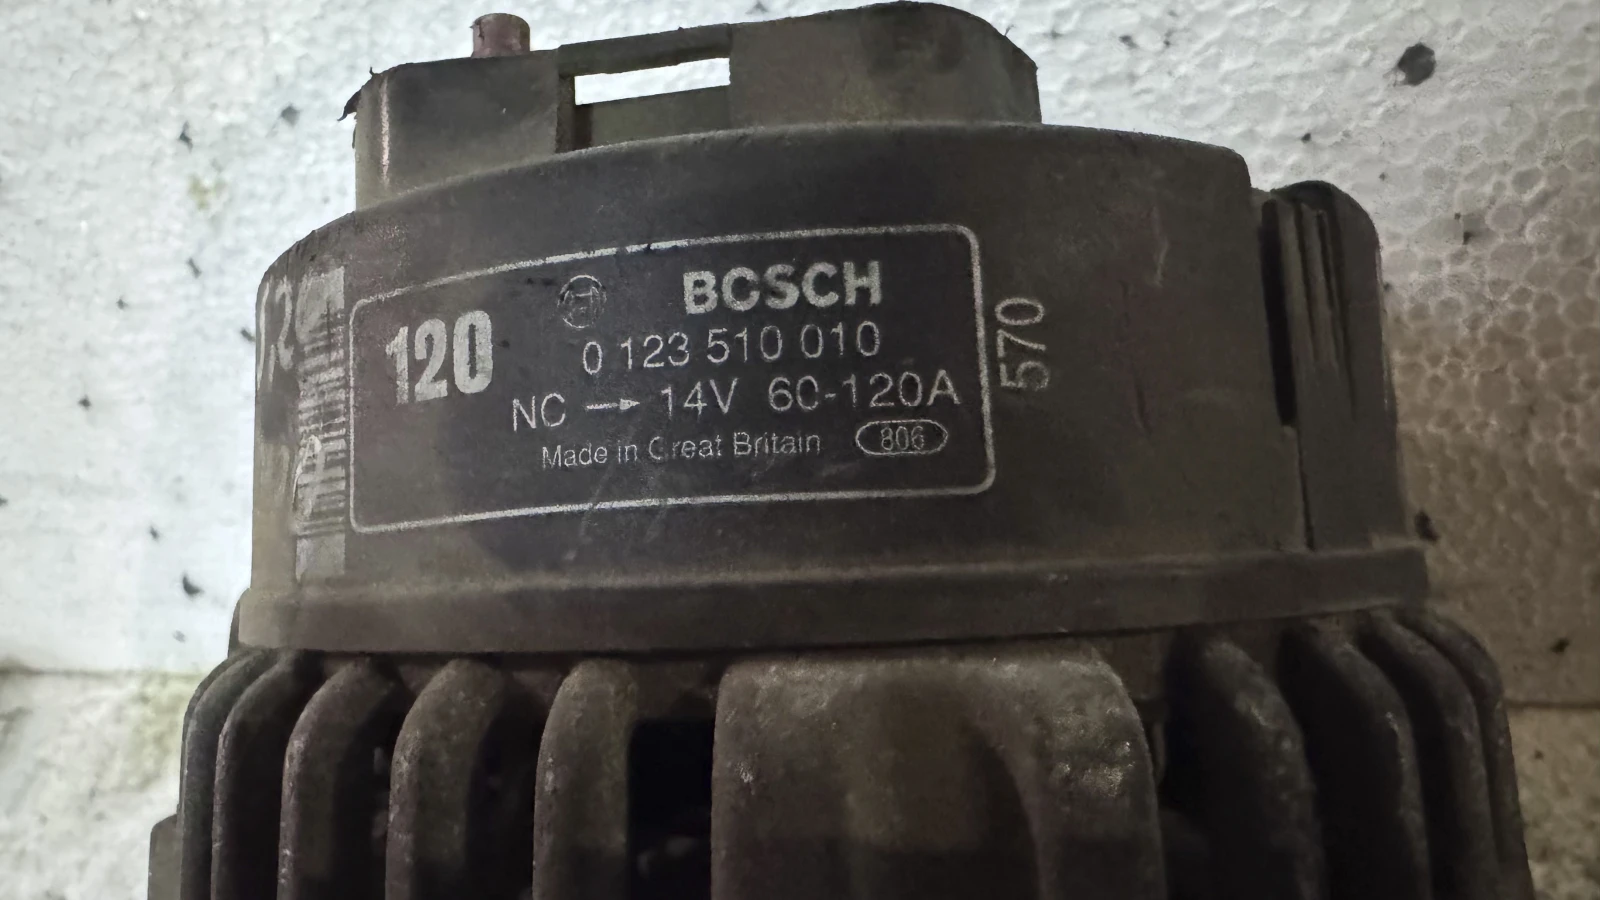 120
BOSCH
0 123 510 010
NC → 14V 60-120A
Made in Great Britain 806
570